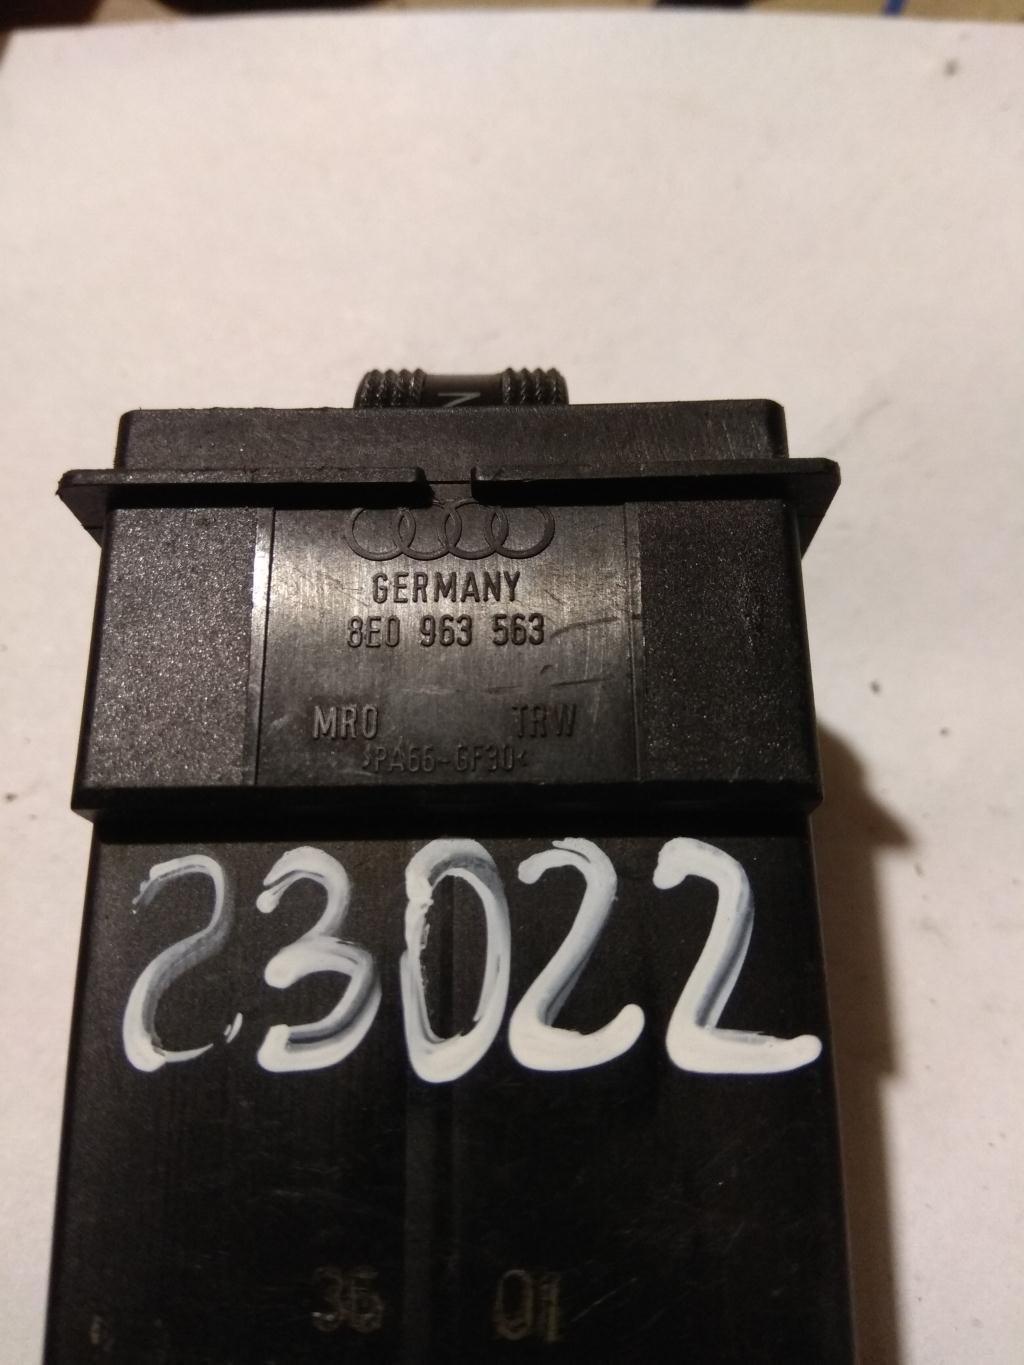 GERMANY
8E0 963 563
MRO TRW
>PA66-GF30<
23022
36 01